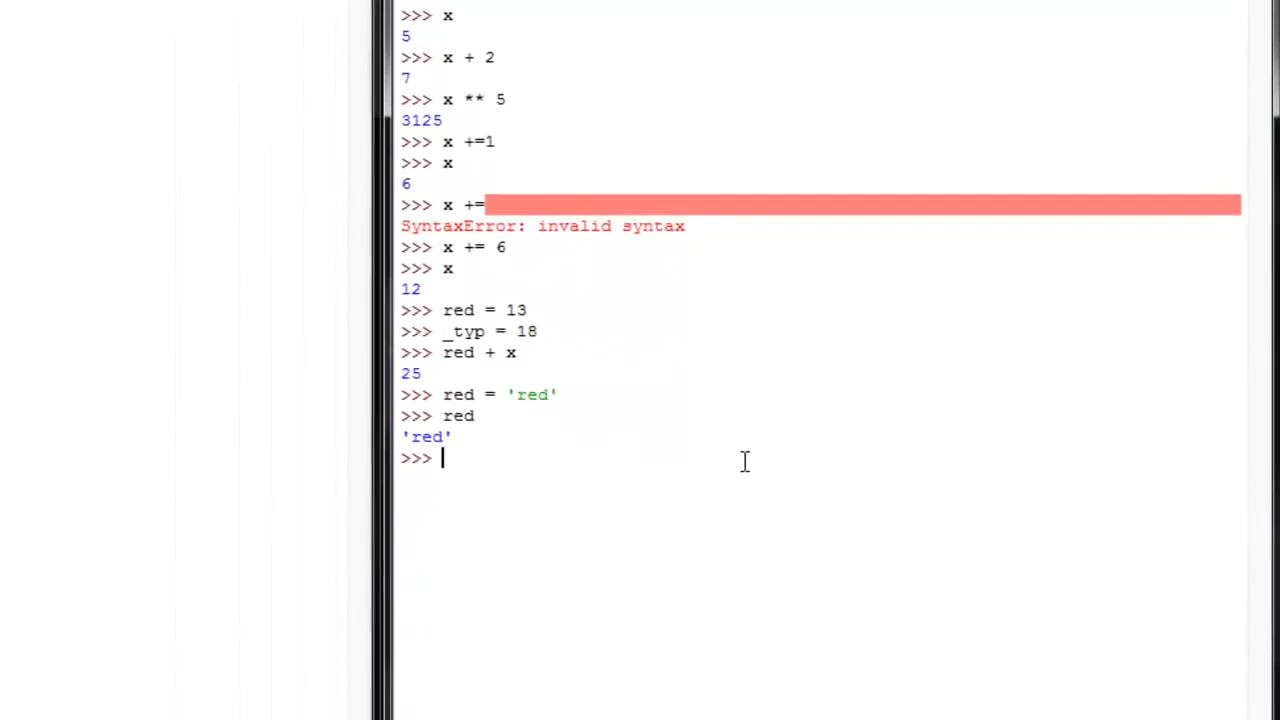 >>> x
5
>>> x + 2
7
>>> x ** 5
3125
>>> x +=1
>>> x
6
>>> x +=
SyntaxError: invalid syntax
>>> x += 6
>>> x
12
>>> red = 13
>>> _typ = 18
>>> red + x
25
>>> red = 'red'
>>> red
'red'
>>>